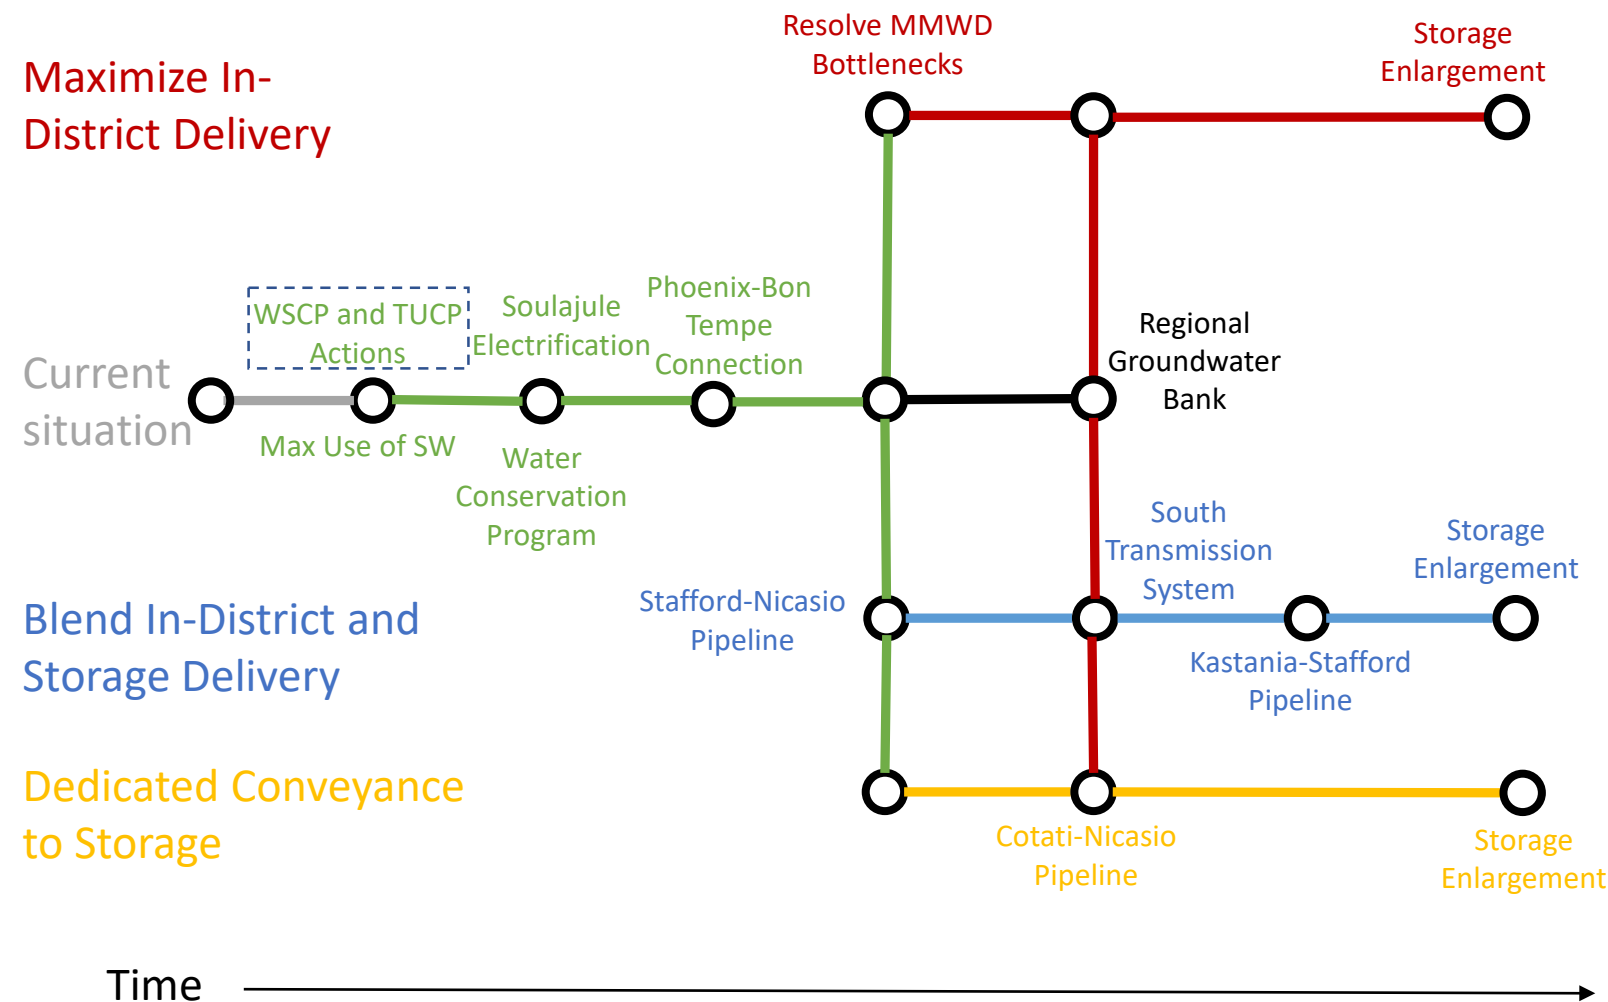 Resolve MMWD
Bottlenecks
Storage
Enlargement
Maximize In-
District Delivery
WSCP and TUCP
Actions
Soulajule
Electrification
Phoenix-Bon
Tempe
Connection
Regional
Groundwater
Bank
Current
situation
Max Use of SW
Water
Conservation
Program
South
Transmission
System
Storage
Enlargement
Blend In-District and
Storage Delivery
Stafford-Nicasio
Pipeline
Kastania-Stafford
Pipeline
Dedicated Conveyance
to Storage
Cotati-Nicasio
Pipeline
Storage
Enlargement
Time